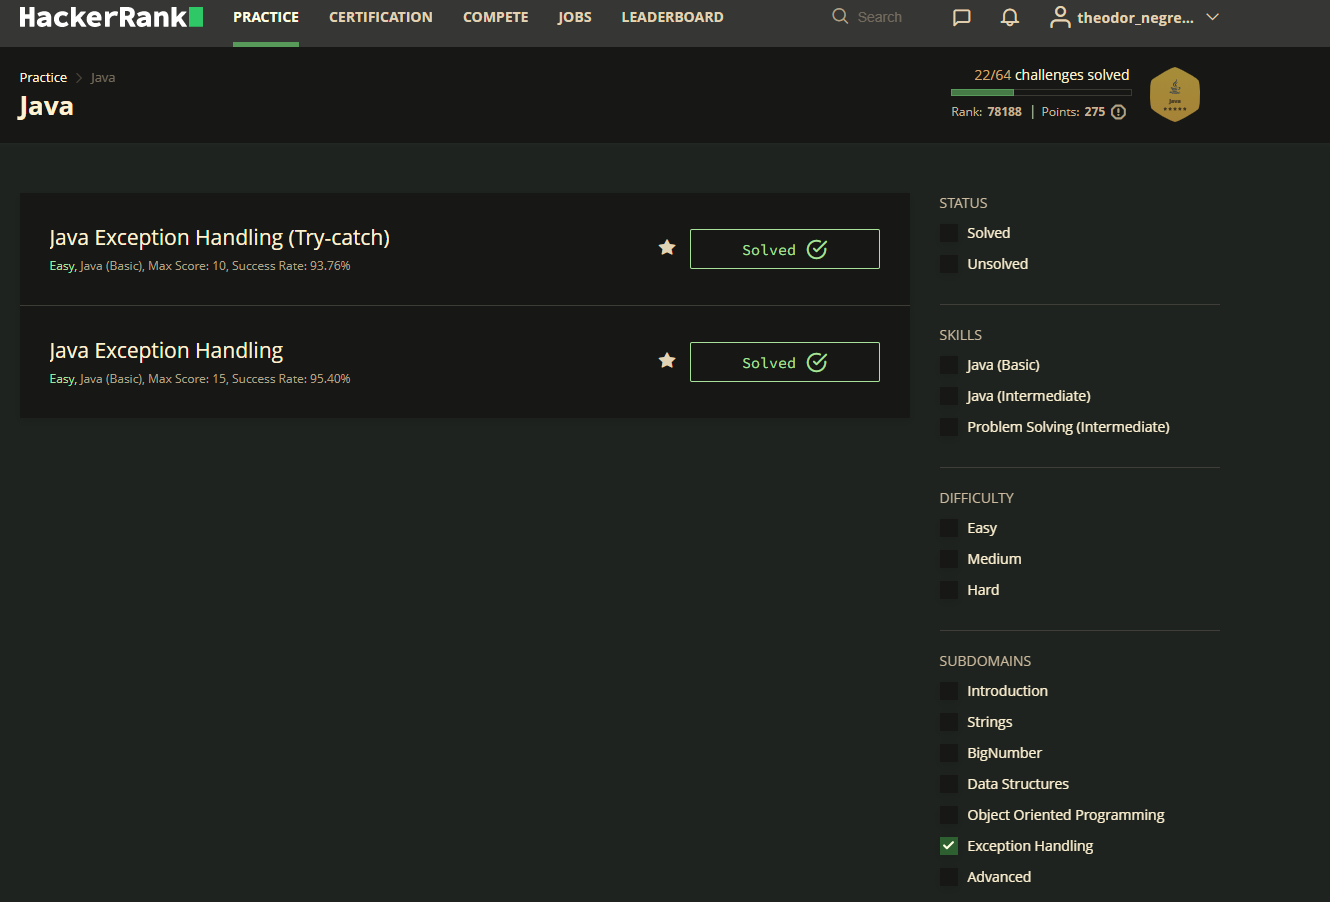 HackerRank
PRACTICE CERTIFICATION COMPETE JOBS LEADERBOARD Search theodor_negre...
Practice > Java
Java
22/64 challenges solved
Rank: 78188 | Points: 275
Java
Java Exception Handling (Try-catch)
Easy, Java (Basic), Max Score: 10, Success Rate: 93.76%
Solved
Java Exception Handling
Easy, Java (Basic), Max Score: 15, Success Rate: 95.40%
Solved
STATUS
Solved
Unsolved
SKILLS
Java (Basic)
Java (Intermediate)
Problem Solving (Intermediate)
DIFFICULTY
Easy
Medium
Hard
SUBDOMAINS
Introduction
Strings
BigNumber
Data Structures
Object Oriented Programming
Exception Handling
Advanced